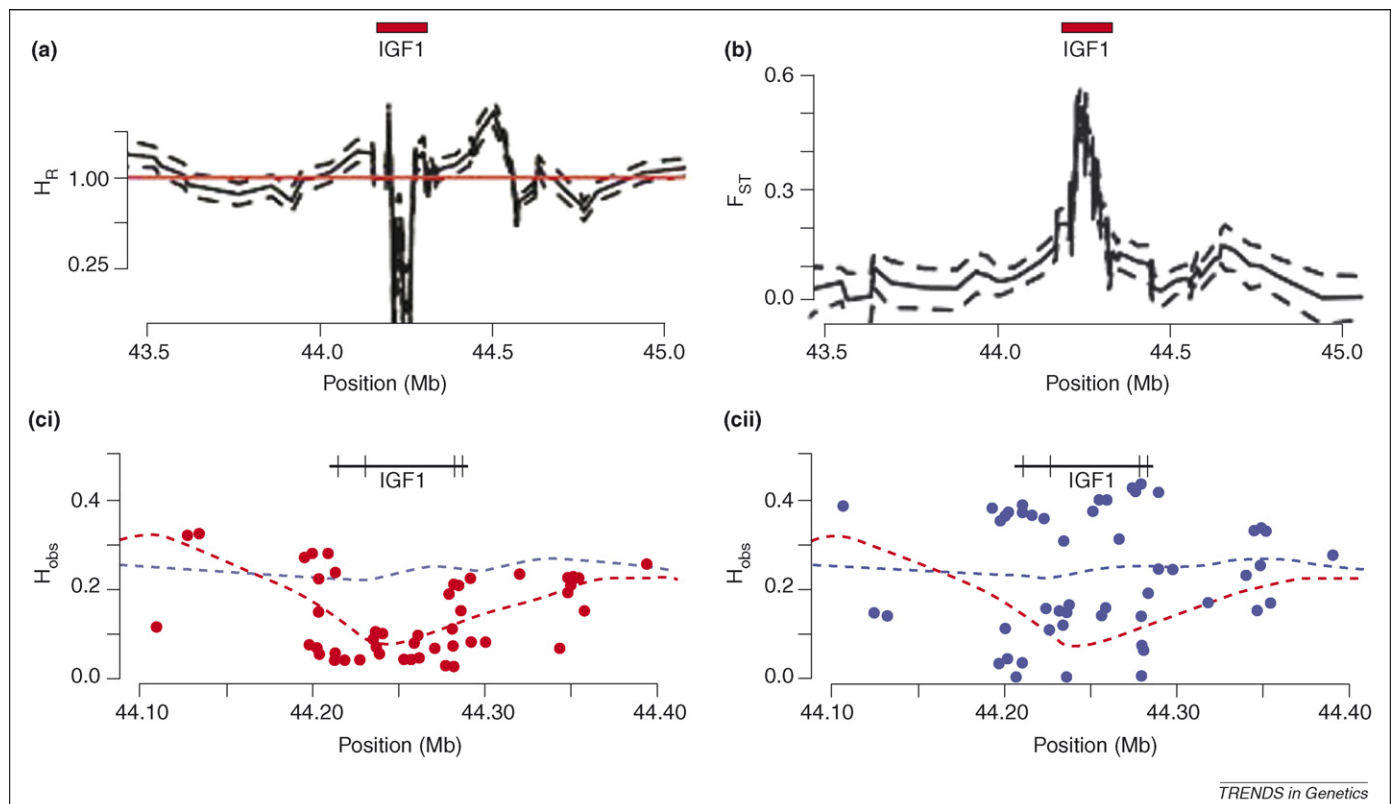 (a)
IGF1
H_R
1.00
0.25
43.5 44.0 44.5 45.0
Position (Mb)
(b)
IGF1
F_ST
0.6
0.3
0.0
43.5 44.0 44.5 45.0
Position (Mb)
(ci)
IGF1
H_obs
0.4
0.2
0.0
44.10 44.20 44.30 44.40
Position (Mb)
(cii)
IGF1
H_obs
0.4
0.2
0.0
44.10 44.20 44.30 44.40
Position (Mb)
TRENDS in Genetics